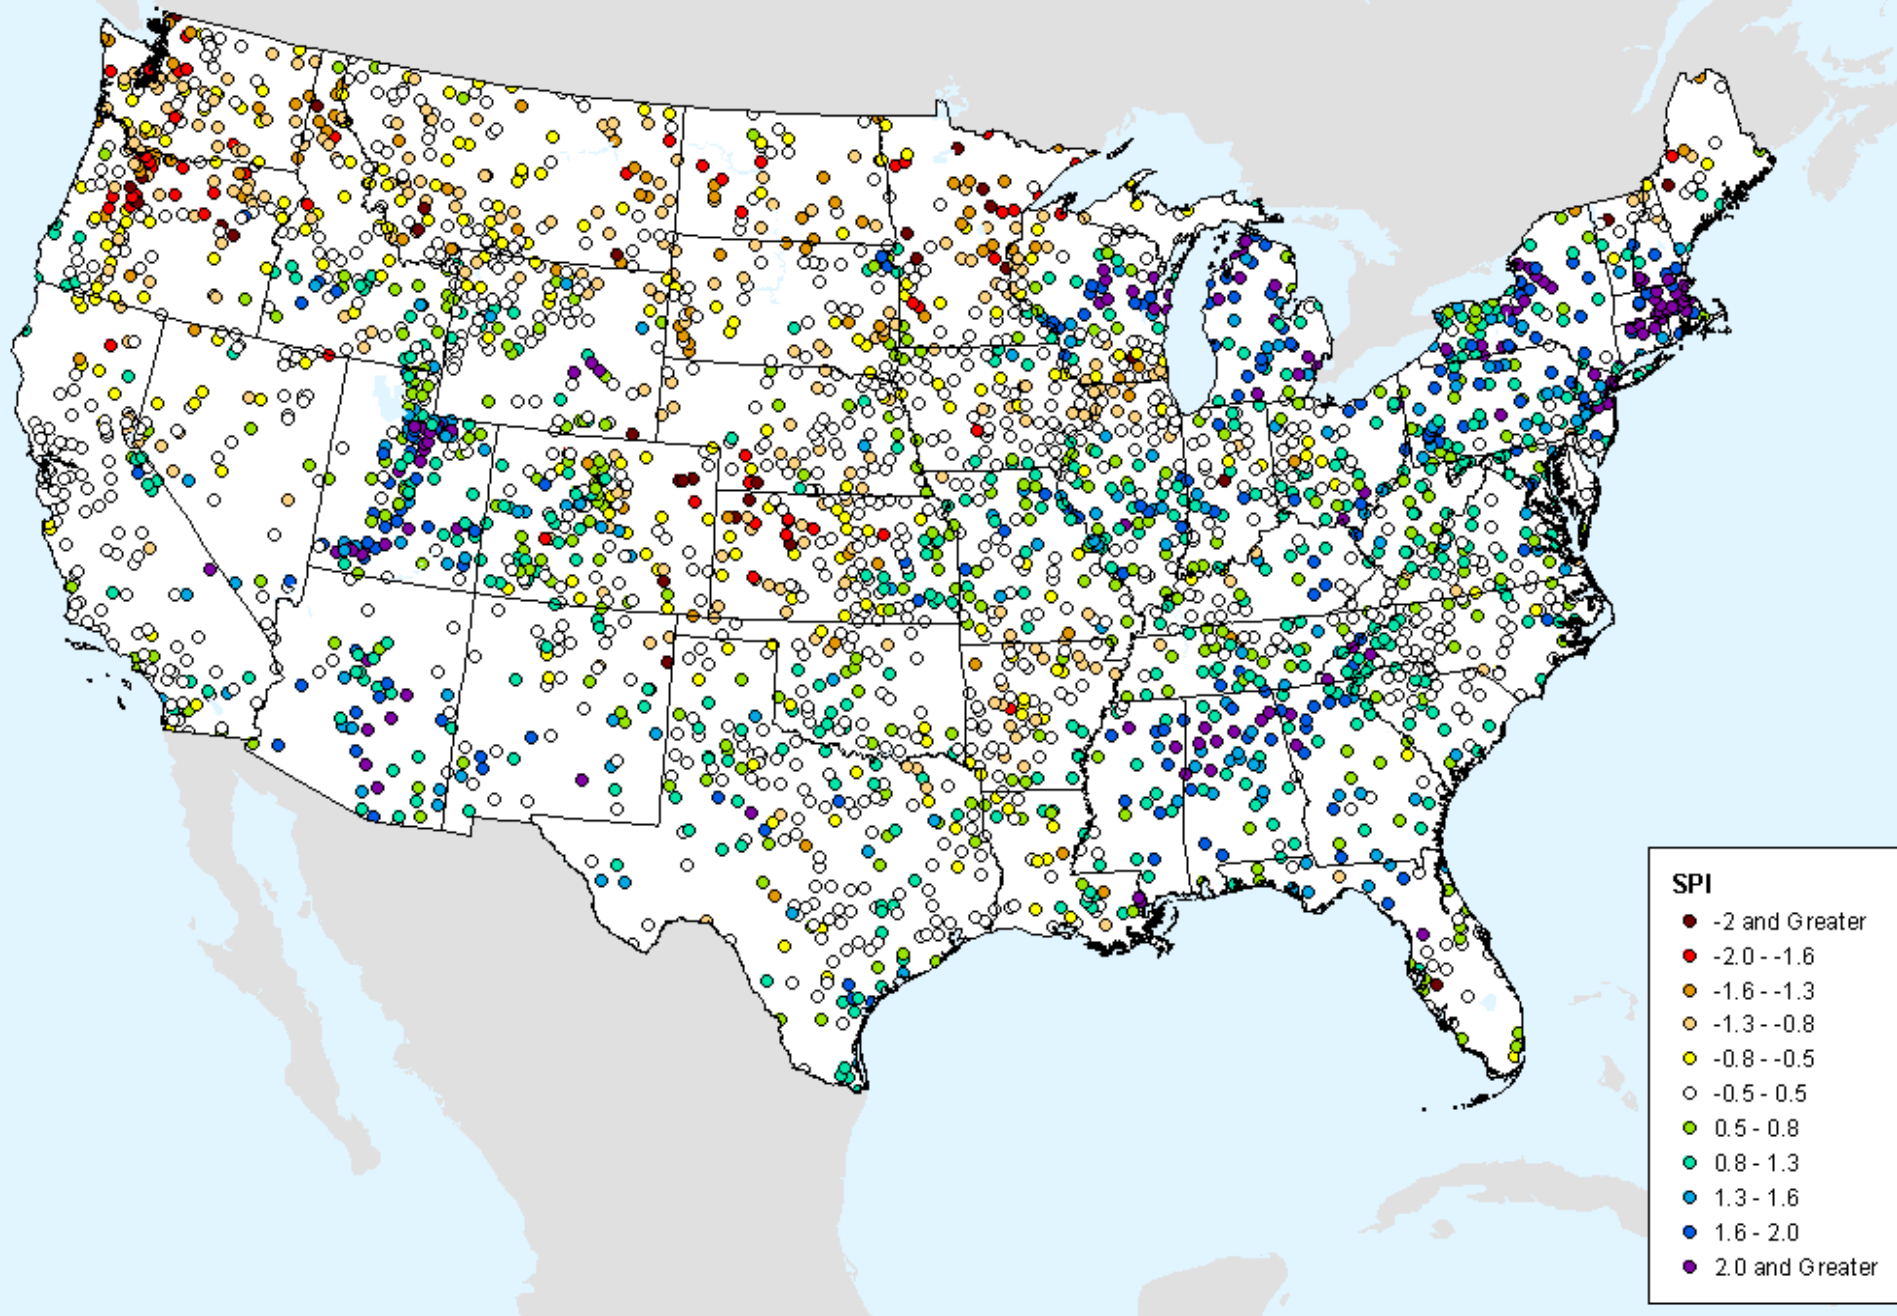 SPI
-2 and Greater
-2.0 - -1.6
-1.6 - -1.3
-1.3 - -0.8
-0.8 - -0.5
-0.5 - 0.5
0.5 - 0.8
0.8 - 1.3
1.3 - 1.6
1.6 - 2.0
2.0 and Greater